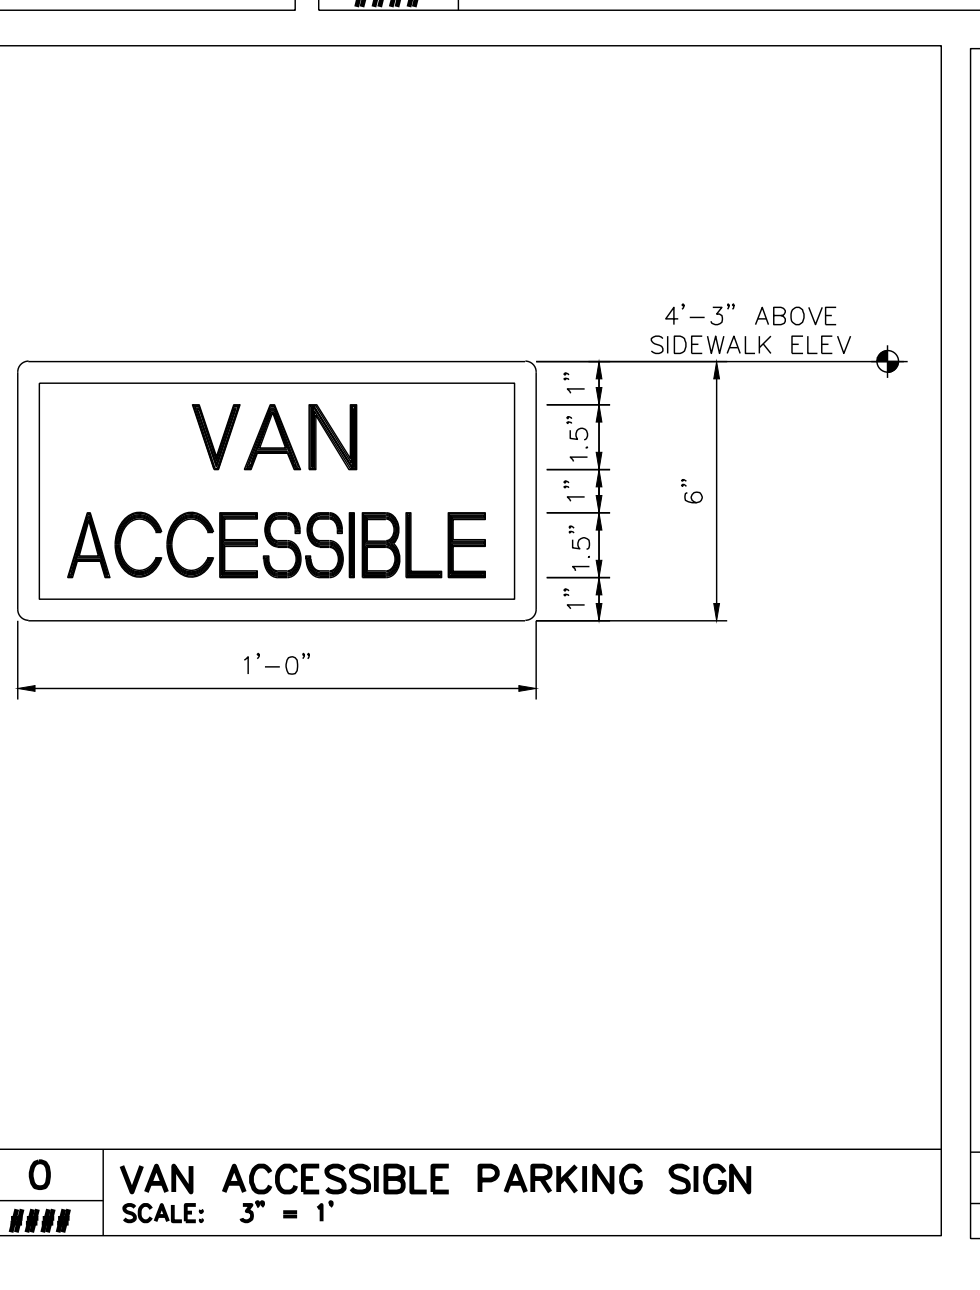 ####
4'-3" ABOVE
SIDEWALK ELEV
VAN
ACCESSIBLE
1"
1.5"
1"
1.5"
1"
6"
1'-0"
0
####
VAN ACCESSIBLE PARKING SIGN
SCALE: 3" = 1'